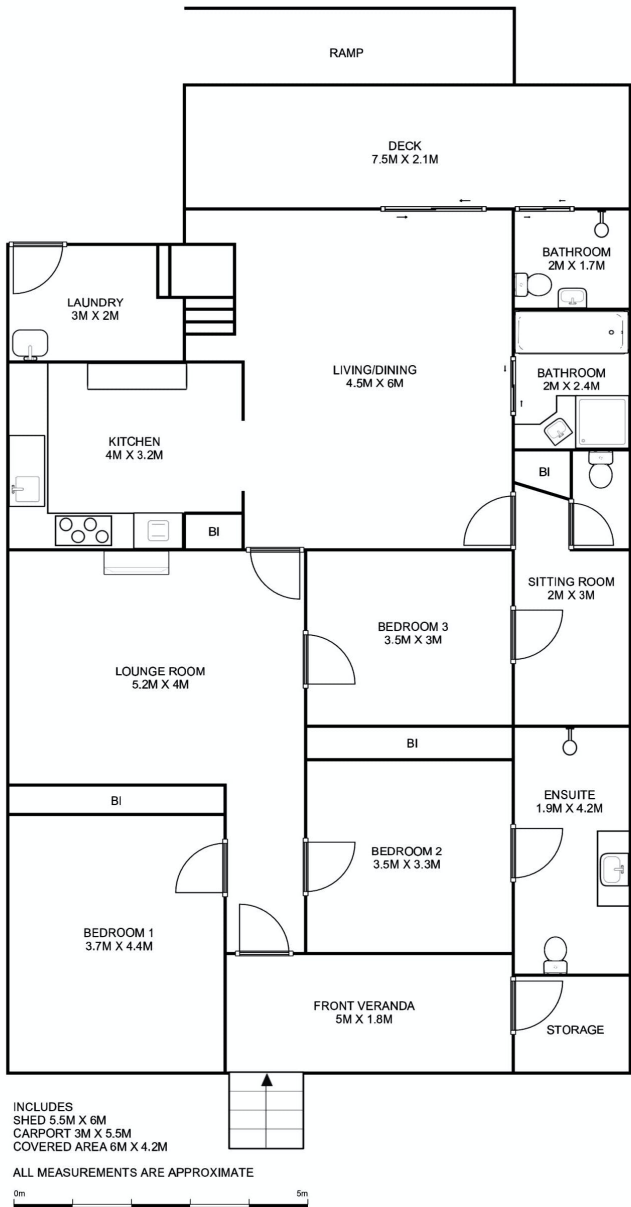 RAMP
DECK
7.5M X 2.1M
BATHROOM
2M X 1.7M
LAUNDRY
3M X 2M
LIVING/DINING
4.5M X 6M
BATHROOM
2M X 2.4M
KITCHEN
4M X 3.2M
BI
BI
SITTING ROOM
2M X 3M
BEDROOM 3
3.5M X 3M
LOUNGE ROOM
5.2M X 4M
BI
BI
ENSUITE
1.9M X 4.2M
BEDROOM 2
3.5M X 3.3M
BEDROOM 1
3.7M X 4.4M
FRONT VERANDA
5M X 1.8M
STORAGE
INCLUDES
SHED 5.5M X 6M
CARPORT 3M X 5.5M
COVERED AREA 6M X 4.2M
ALL MEASUREMENTS ARE APPROXIMATE
0m 5m